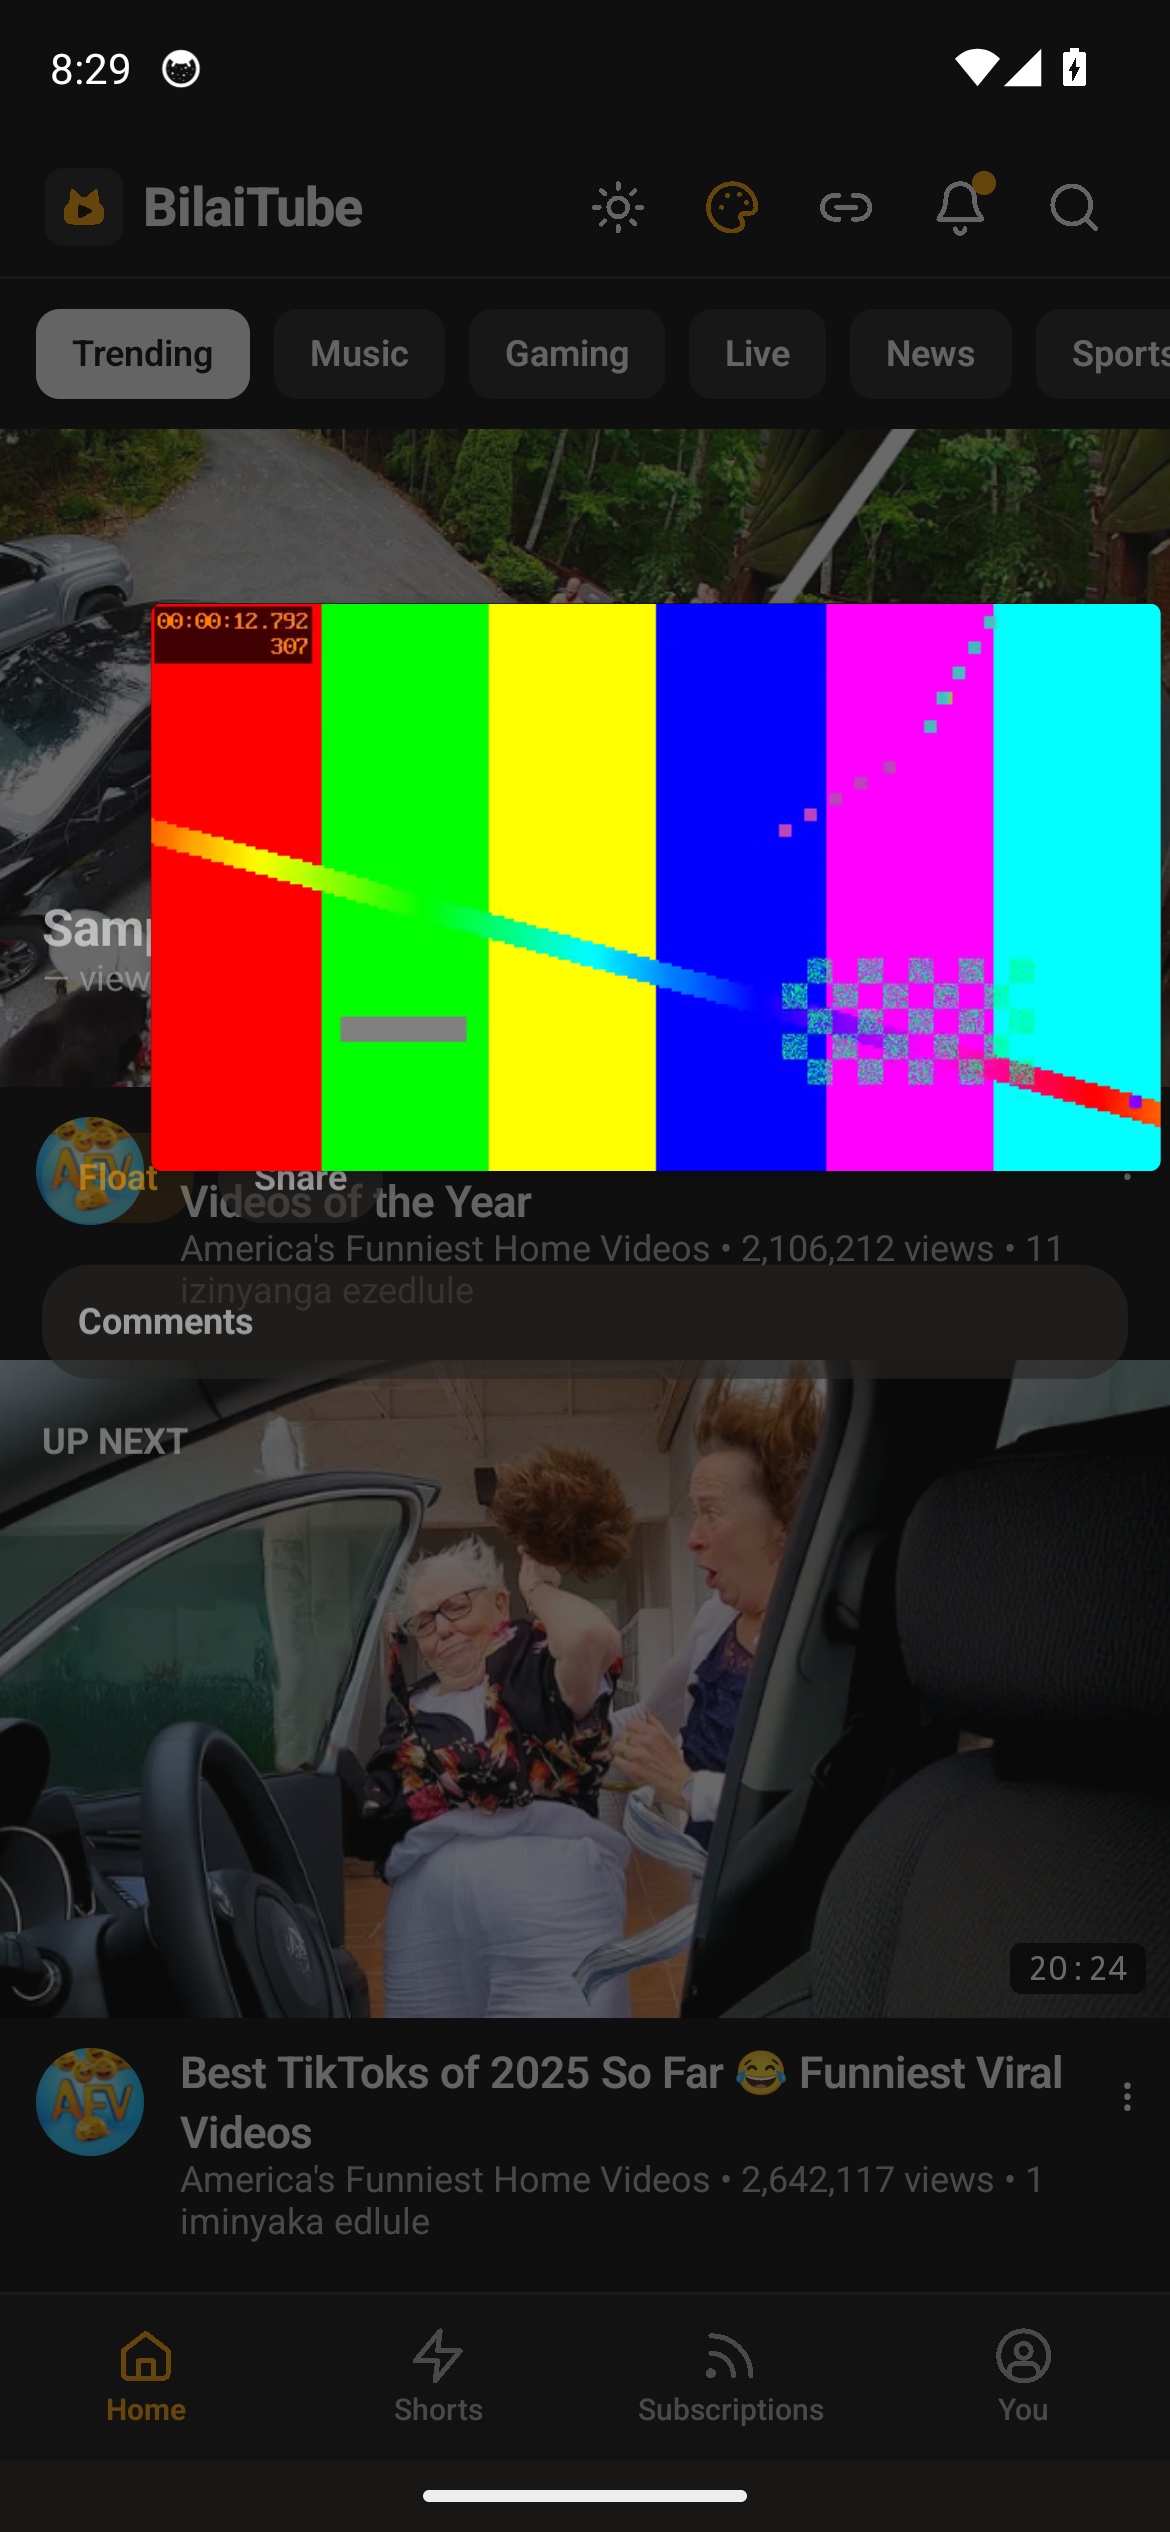 8:29
BilaiTube
Trending Music Gaming Live News Sports
00:00:12.792
307
Samp
— view
Float Share
Videos of the Year
America's Funniest Home Videos • 2,106,212 views • 11
izinyanga ezedlule
Comments
UP NEXT
20:24
AFV
Best TikToks of 2025 So Far 😂 Funniest Viral
Videos
America's Funniest Home Videos • 2,642,117 views • 1
iminyaka edlule
Home Shorts Subscriptions You